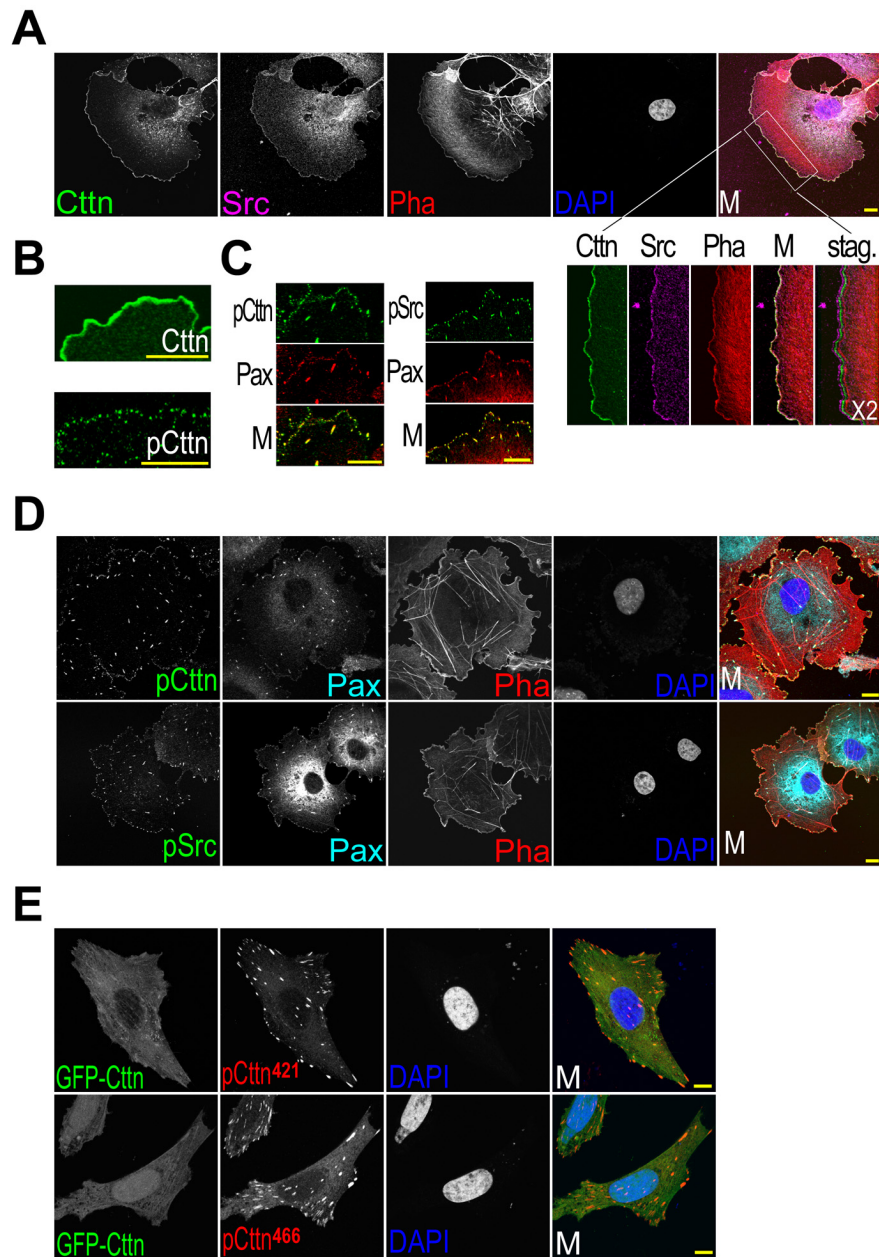 A
Cttn Src Pha DAPI M
Cttn Src Pha M stag.
X2
B
Cttn
pCttn
C
pCttn pSrc
Pax Pax
M M
D
pCttn Pax Pha DAPI M
pSrc Pax Pha DAPI M
E
GFP-Cttn pCttn421 DAPI M
GFP-Cttn pCttn466 DAPI M